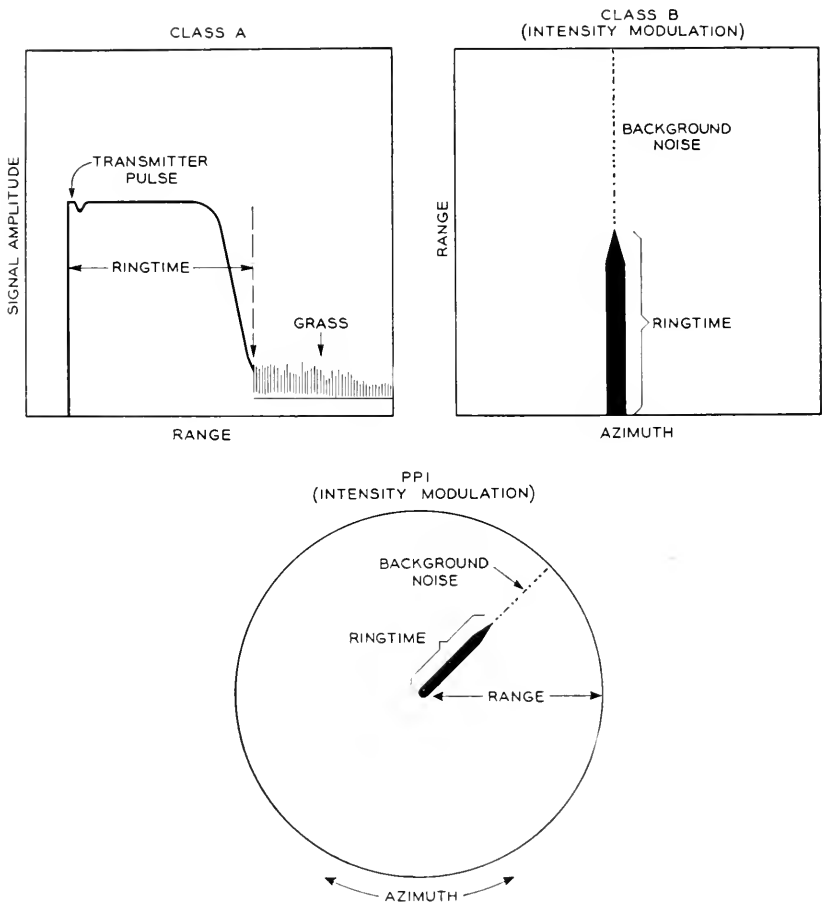 CLASS A
TRANSMITTER
PULSE
SIGNAL AMPLITUDE
RINGTIME
GRASS
RANGE
CLASS B
(INTENSITY MODULATION)
BACKGROUND
NOISE
RANGE
RINGTIME
AZIMUTH
PPI
(INTENSITY MODULATION)
BACKGROUND
NOISE
RINGTIME
RANGE
AZIMUTH